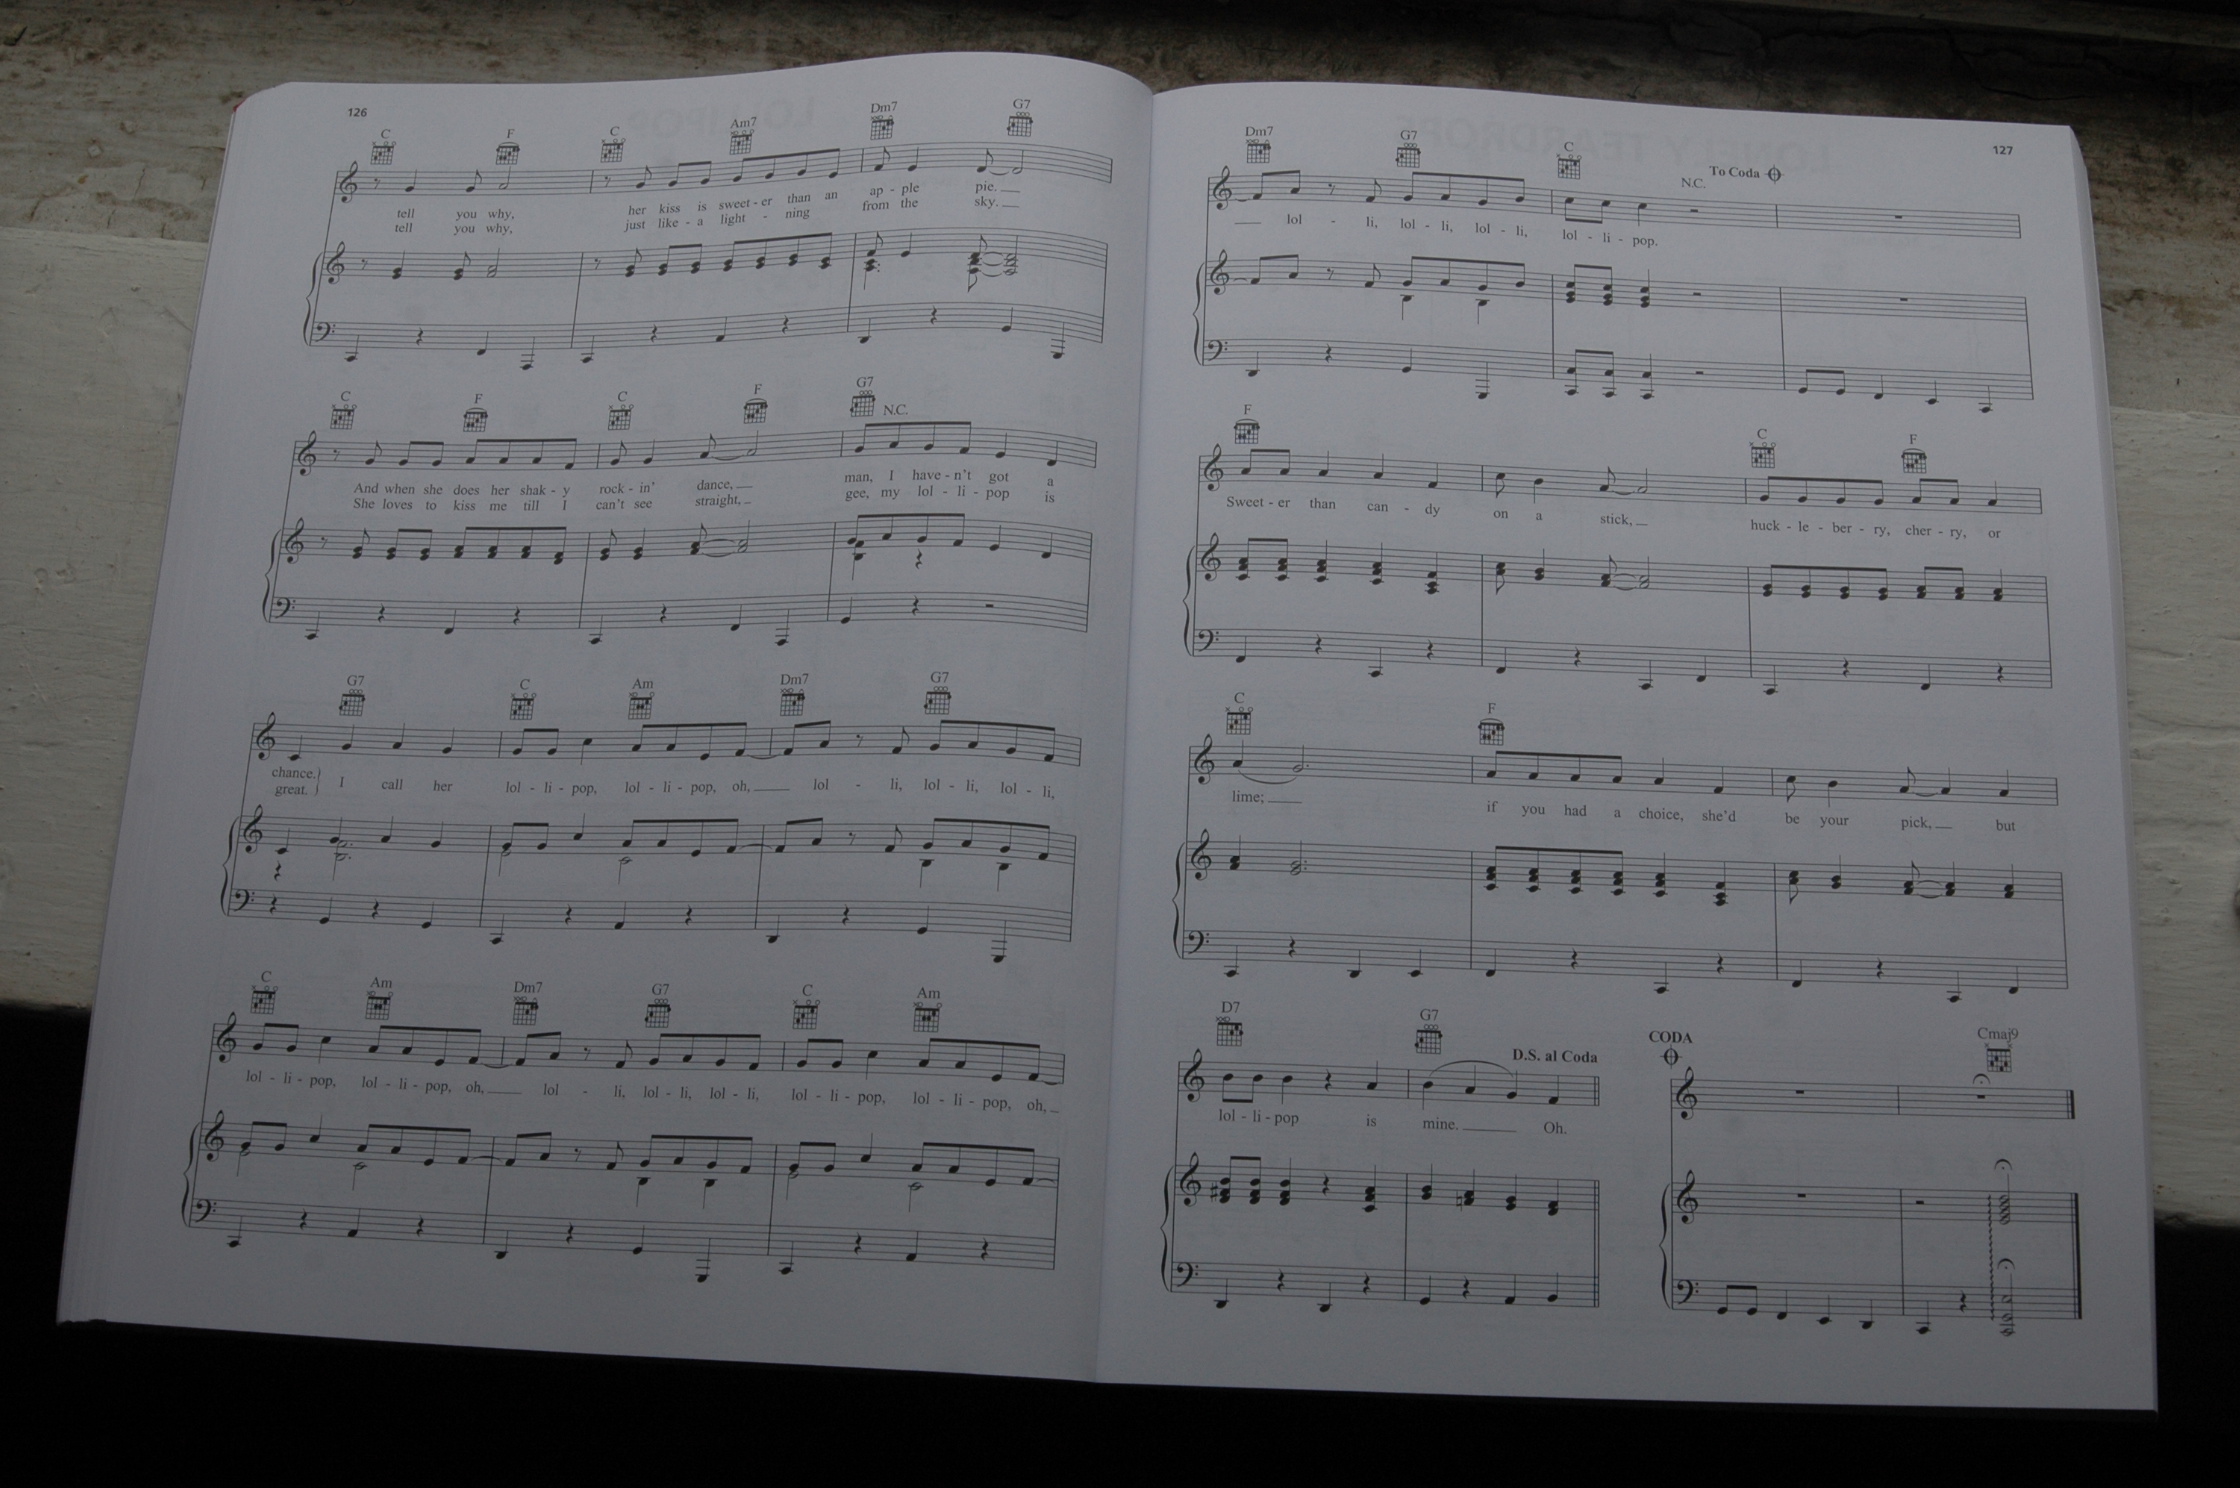 126
C F C Am7 Dm7 G7
tell you why, her kiss is sweet - er than an ap - ple pie.
tell you why, just like - a light - ning from the sky.
C F C F G7
N.C.
And when she does her shak - y rock - in' dance, man, I have - n't got a
She loves to kiss me till I can't see straight, gee, my lol - li - pop is
G7 C Am Dm7 G7
chance.
great. I call her lol - li - pop, lol - li - pop, oh, lol - li, lol - li, lol - li,
C Am Dm7 G7 C Am
lol - li - pop, lol - li - pop, oh, lol - li, lol - li, lol - li, lol - li - pop, lol - li - pop, oh,
127
Dm7 G7 C
N.C. To Coda
lol - li, lol - li, lol - li, lol - li - pop.
F C F
Sweet - er than can - dy on a stick, huck - le - ber - ry, cher - ry, or
C F
lime; if you had a choice, she'd be your pick, but
D7 G7
D.S. al Coda
lol - li - pop is mine. Oh.
CODA
Cmaj9